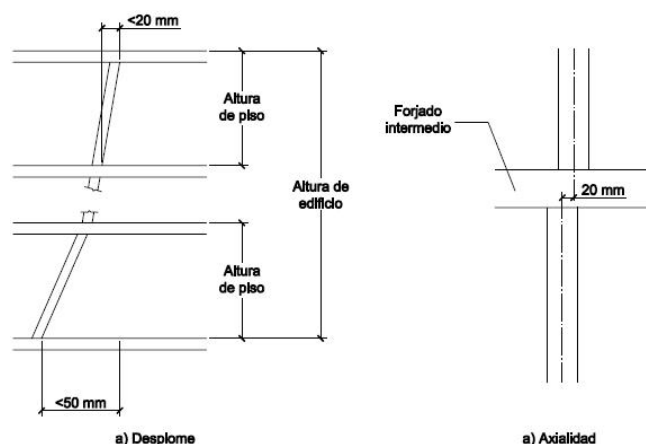 <20 mm
Altura
de piso
Altura de
edificio
Altura
de piso
<50 mm
a) Desplome
Forjado
intermedio
20 mm
a) Axialidad